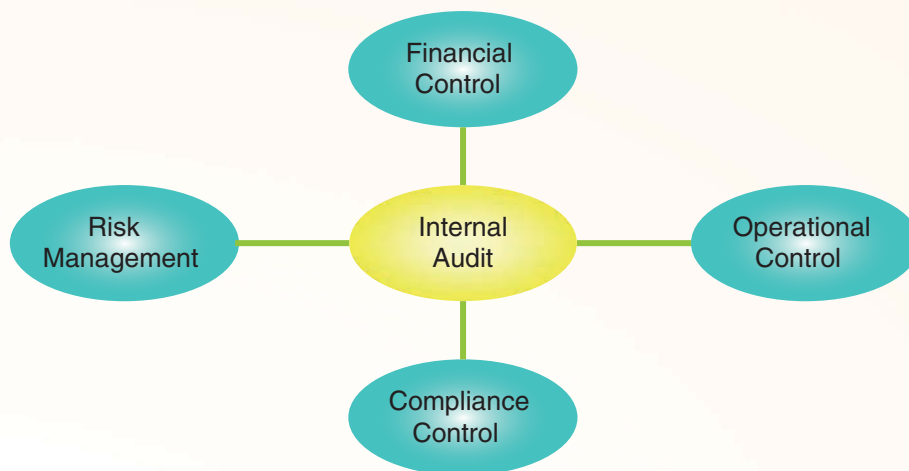 Financial
Control
Risk
Management
Internal
Audit
Operational
Control
Compliance
Control